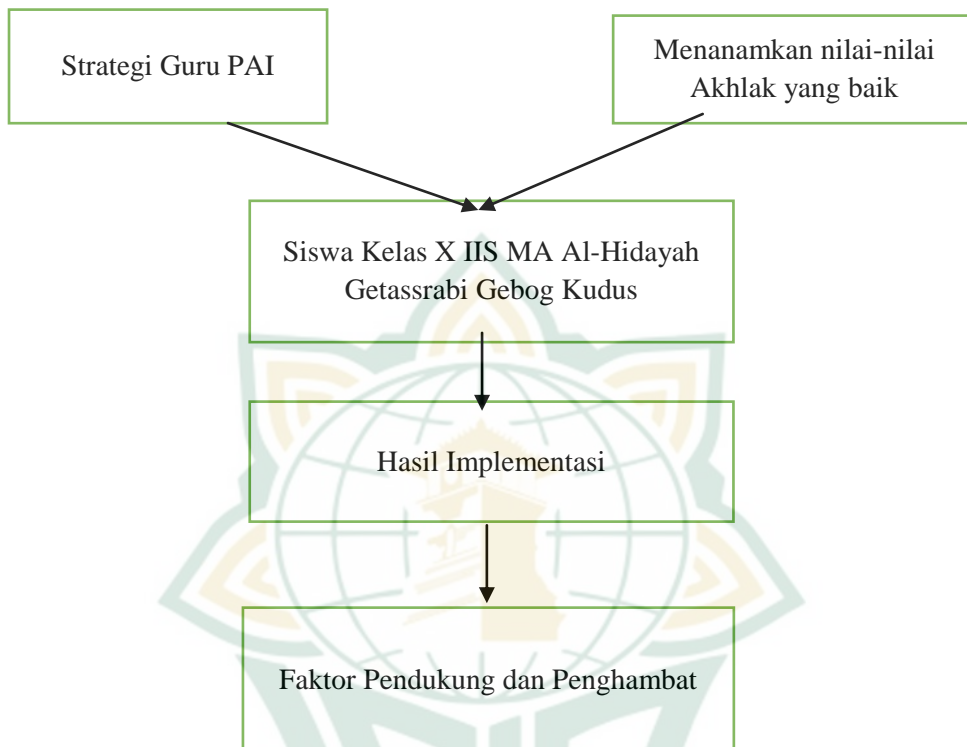 Strategi Guru PAI
Menanamkan nilai-nilai
Akhlak yang baik
Siswa Kelas X IIS MA Al-Hidayah
Getassrabi Gebog Kudus
Hasil Implementasi
Faktor Pendukung dan Penghambat